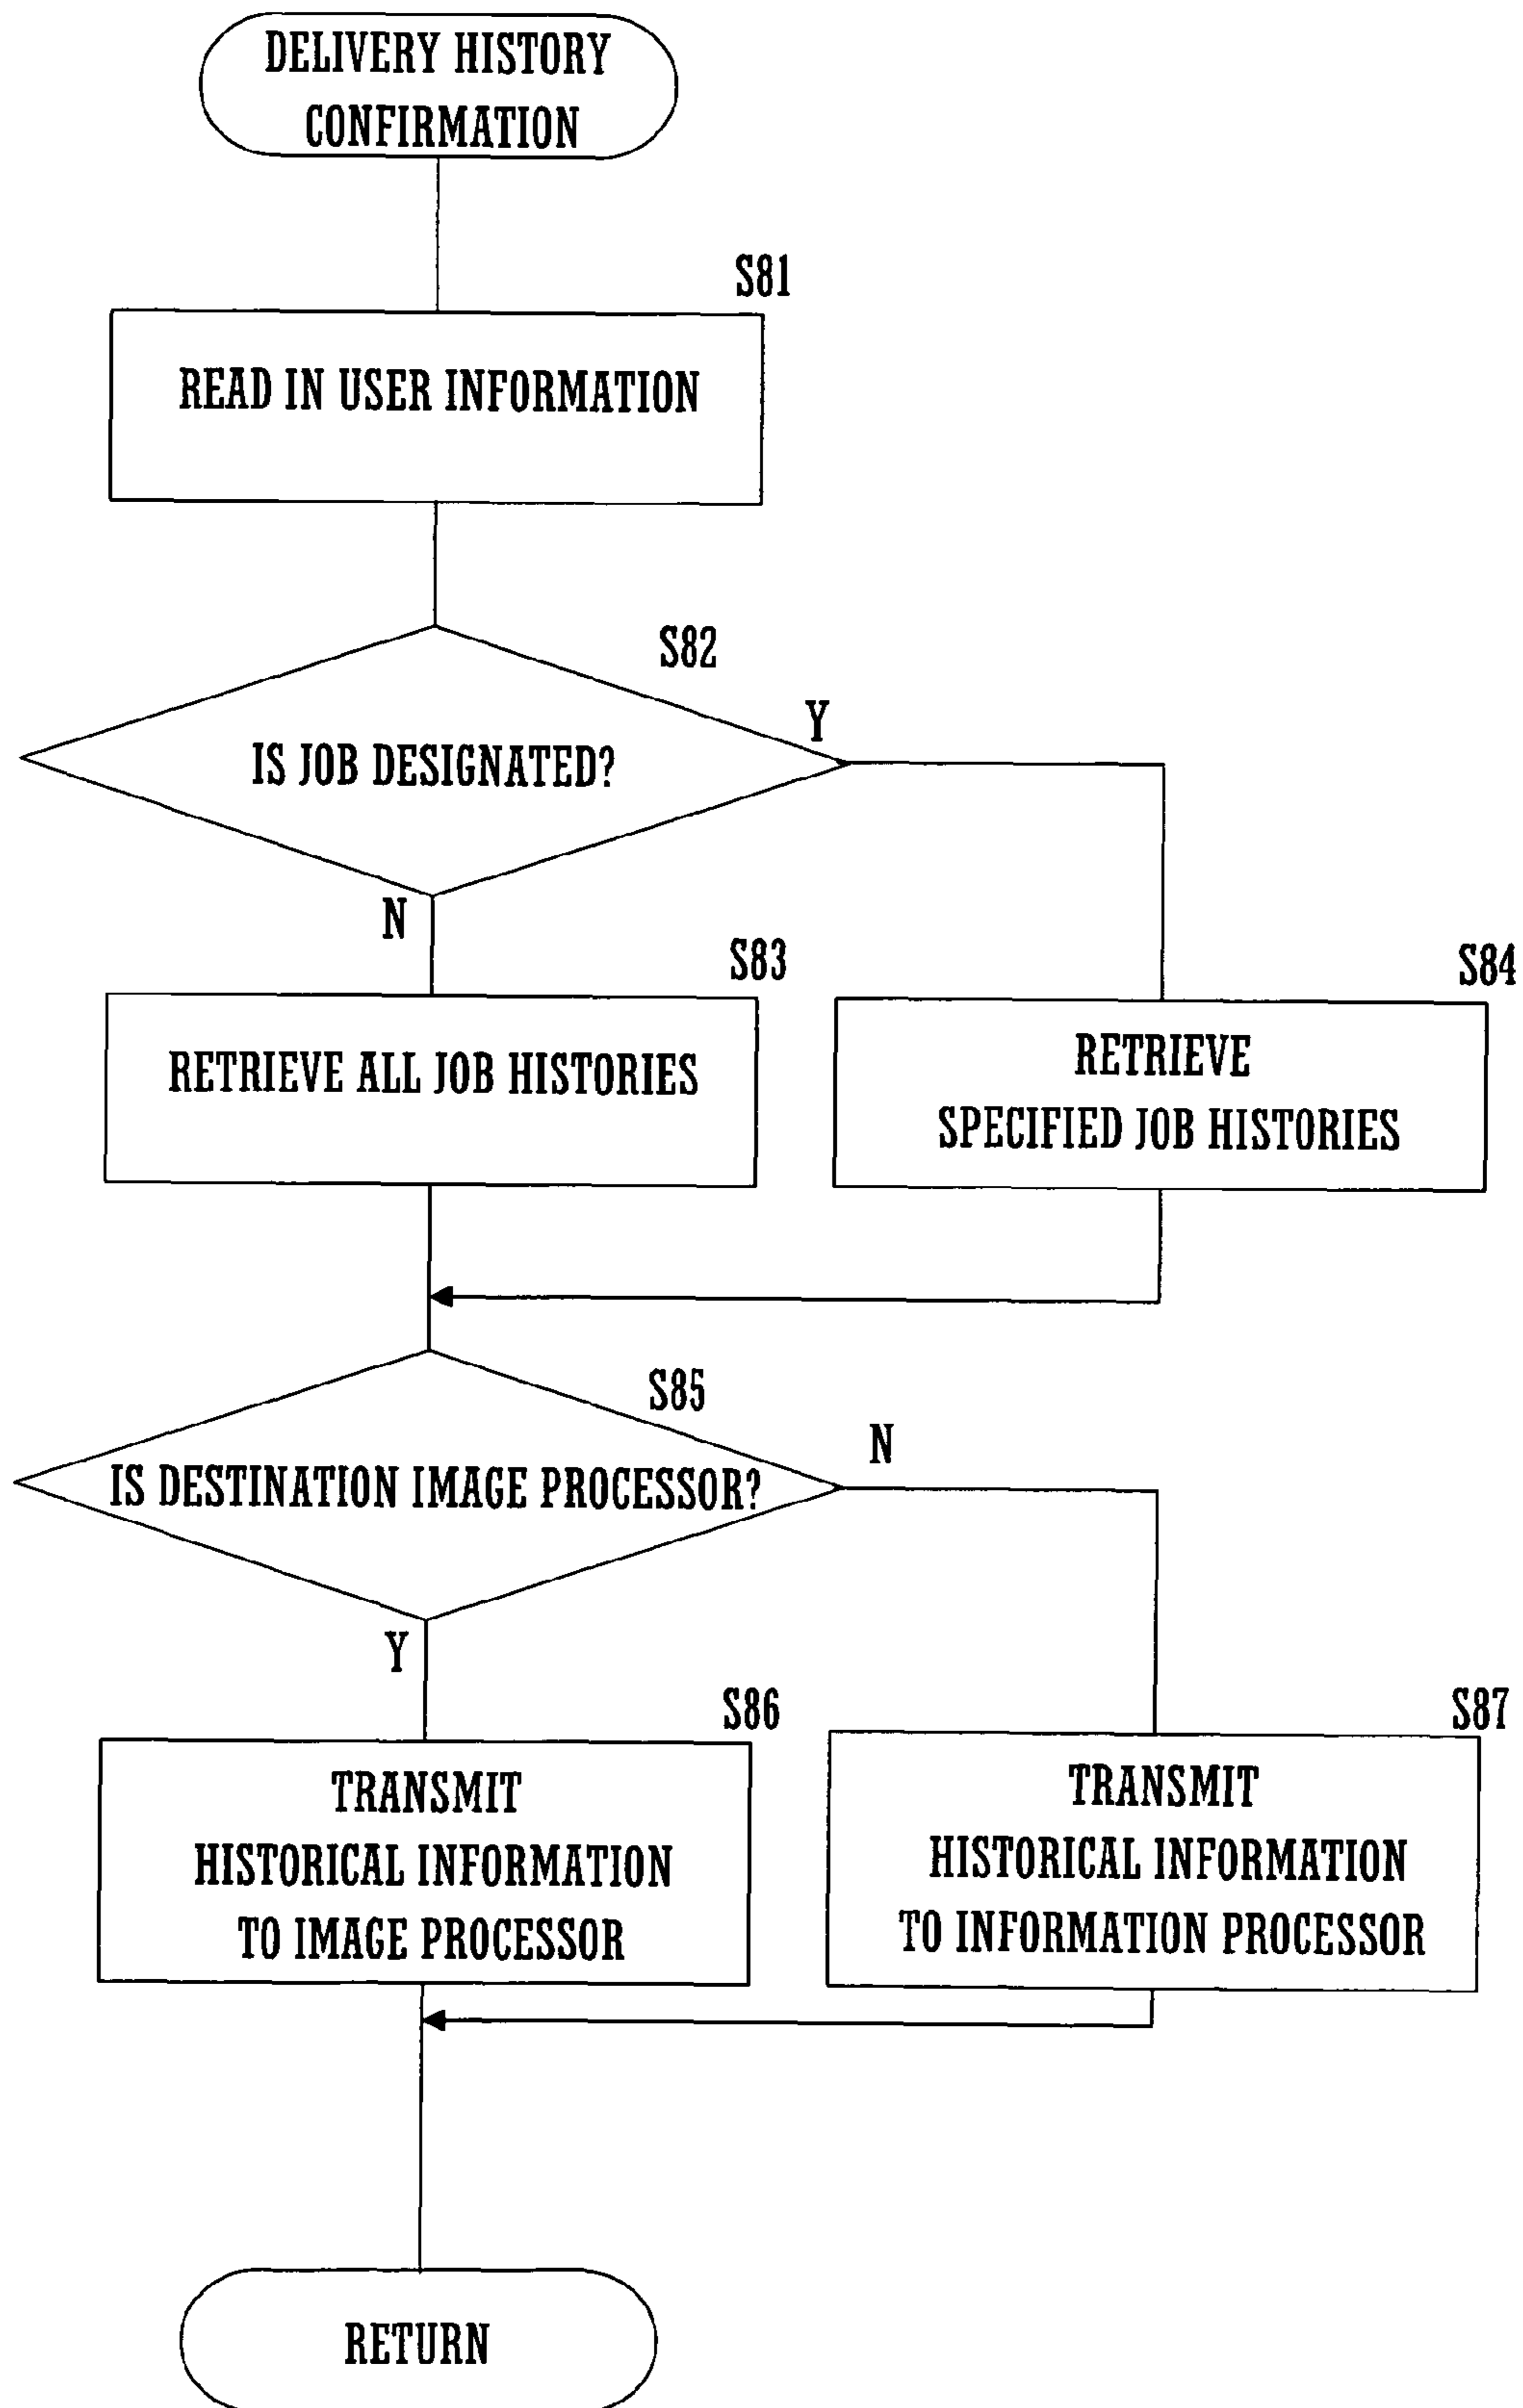 DELIVERY HISTORY
CONFIRMATION
S81
READ IN USER INFORMATION
S82
IS JOB DESIGNATED?
Y
N
S83
RETRIEVE ALL JOB HISTORIES
S84
RETRIEVE
SPECIFIED JOB HISTORIES
S85
IS DESTINATION IMAGE PROCESSOR?
N
Y
S86
TRANSMIT
HISTORICAL INFORMATION
TO IMAGE PROCESSOR
S87
TRANSMIT
HISTORICAL INFORMATION
TO INFORMATION PROCESSOR
RETURN